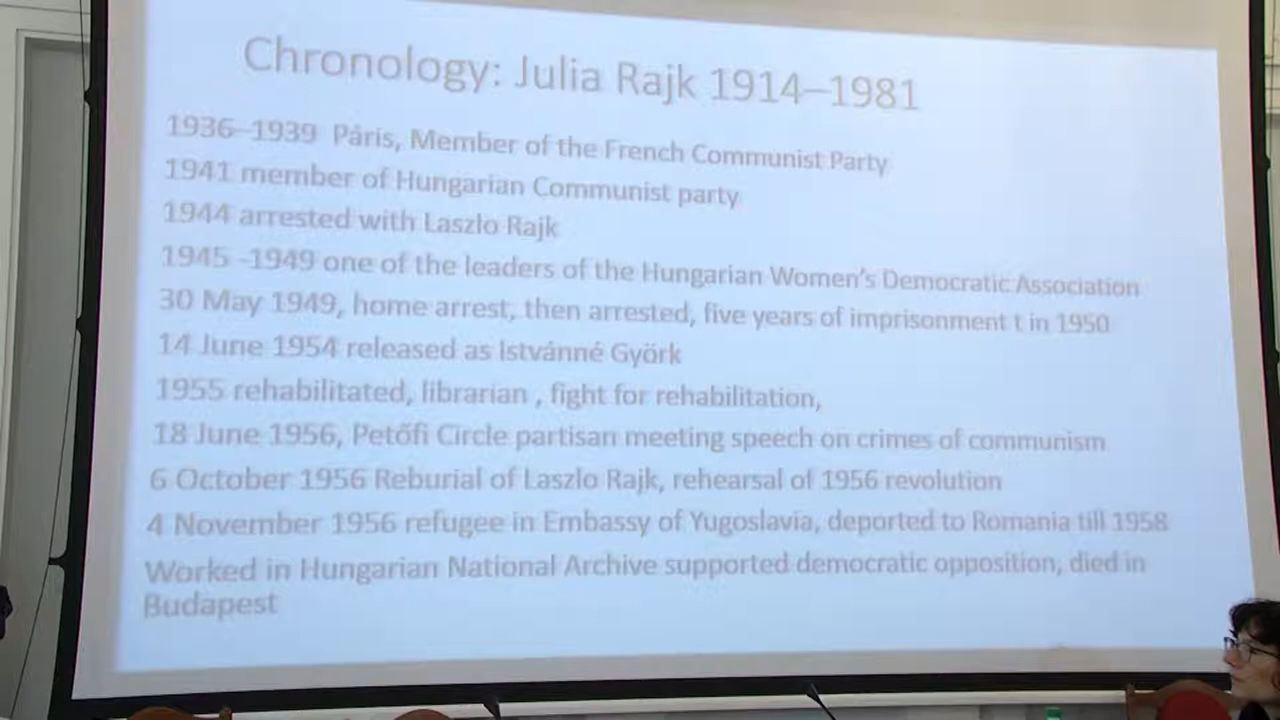 Chronology: Julia Rajk 1914–1981
1936–1939 Páris, Member of the French Communist Party
1941 member of Hungarian Communist party
1944 arrested with Laszlo Rajk
1945 -1949 one of the leaders of the Hungarian Women's Democratic Association
30 May 1949, home arrest, then arrested, five years of imprisonment t in 1950
14 June 1954 released as Istvánné Györk
1955 rehabilitated, librarian , fight for rehabilitation,
18 June 1956, Petőfi Circle partisan meeting speech on crimes of communism
6 October 1956 Reburial of Laszlo Rajk, rehearsal of 1956 revolution
4 November 1956 refugee in Embassy of Yugoslavia, deported to Romania till 1958
Worked in Hungarian National Archive supported democratic opposition, died in
Budapest